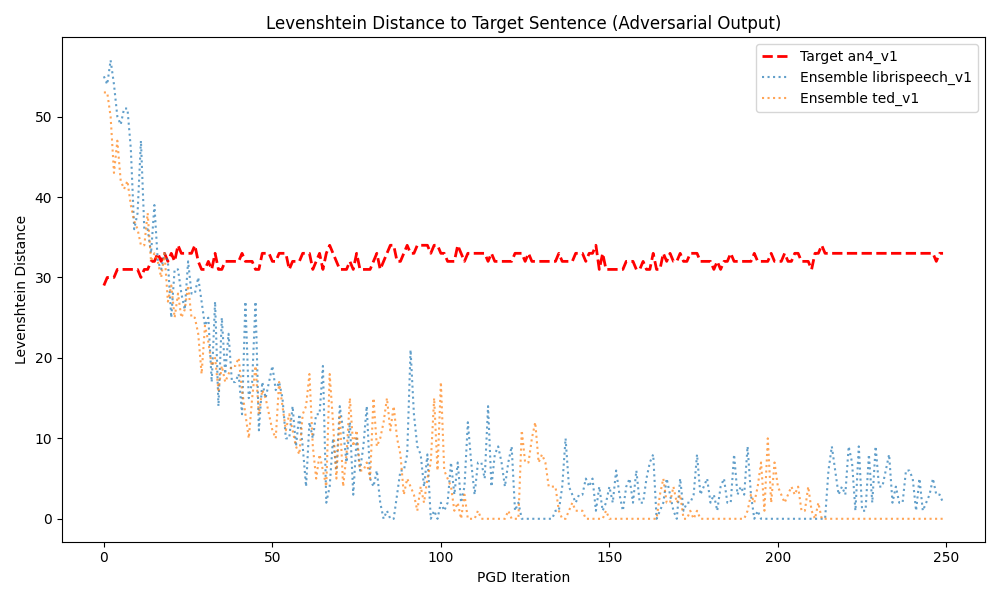 Levenshtein Distance to Target Sentence (Adversarial Output)
Target an4_v1
Ensemble librispeech_v1
Ensemble ted_v1
Levenshtein Distance
50
40
30
20
10
0
0 50 100 150 200 250
PGD Iteration